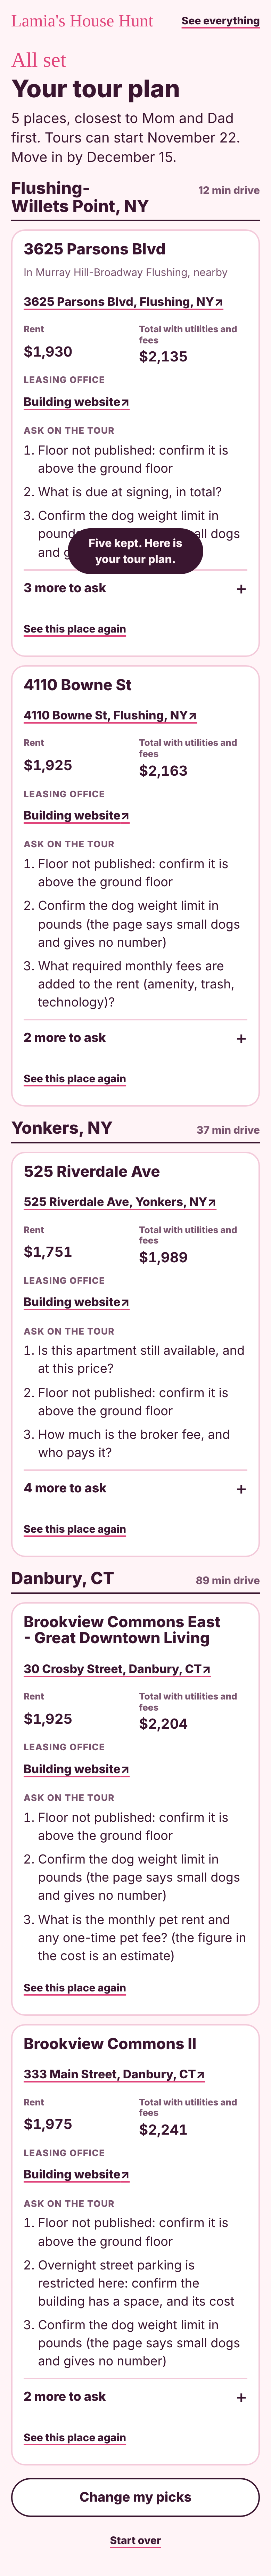 Lamia's House Hunt
See everything
All set
Your tour plan
5 places, closest to Mom and Dad
first. Tours can start November 22.
Move in by December 15.
Flushing-
Willets Point, NY
12 min drive
3625 Parsons Blvd
In Murray Hill-Broadway Flushing, nearby
3625 Parsons Blvd, Flushing, NY↗
Rent
Total with utilities and
fees
$1,930
$2,135
LEASING OFFICE
Building website↗
ASK ON THE TOUR
1. Floor not published: confirm it is
above the ground floor
2. What is due at signing, in total?
3. Confirm the dog weight limit in
all dogs
Five kept. Here is
your tour plan.
3 more to ask +
See this place again
4110 Bowne St
4110 Bowne St, Flushing, NY↗
Rent
Total with utilities and
fees
$1,925
$2,163
LEASING OFFICE
Building website↗
ASK ON THE TOUR
1. Floor not published: confirm it is
above the ground floor
2. Confirm the dog weight limit in
pounds (the page says small dogs
and gives no number)
3. What required monthly fees are
added to the rent (amenity, trash,
technology)?
2 more to ask +
See this place again
Yonkers, NY
37 min drive
525 Riverdale Ave
525 Riverdale Ave, Yonkers, NY↗
Rent
Total with utilities and
fees
$1,751
$1,989
LEASING OFFICE
Building website↗
ASK ON THE TOUR
1. Is this apartment still available, and
at this price?
2. Floor not published: confirm it is
above the ground floor
3. How much is the broker fee, and
who pays it?
4 more to ask +
See this place again
Danbury, CT
89 min drive
Brookview Commons East
- Great Downtown Living
30 Crosby Street, Danbury, CT↗
Rent
Total with utilities and
fees
$1,925
$2,204
LEASING OFFICE
Building website↗
ASK ON THE TOUR
1. Floor not published: confirm it is
above the ground floor
2. Confirm the dog weight limit in
pounds (the page says small dogs
and gives no number)
3. What is the monthly pet rent and
any one-time pet fee? (the figure in
the cost is an estimate)
See this place again
Brookview Commons II
333 Main Street, Danbury, CT↗
Rent
Total with utilities and
fees
$1,975
$2,241
LEASING OFFICE
Building website↗
ASK ON THE TOUR
1. Floor not published: confirm it is
above the ground floor
2. Overnight street parking is
restricted here: confirm the
building has a space, and its cost
3. Confirm the dog weight limit in
pounds (the page says small dogs
and gives no number)
2 more to ask +
See this place again
Change my picks
Start over